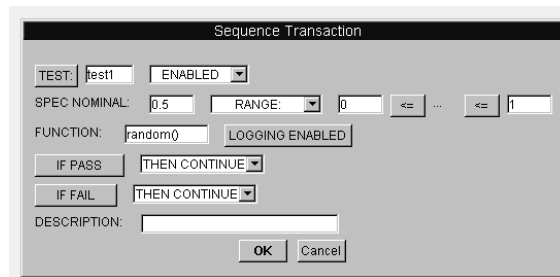 Sequence Transaction
TEST: test1 ENABLED
SPEC NOMINAL: 0.5 RANGE: 0 <= ... <= 1
FUNCTION: random() LOGGING ENABLED
IF PASS THEN CONTINUE
IF FAIL THEN CONTINUE
DESCRIPTION:
OK Cancel